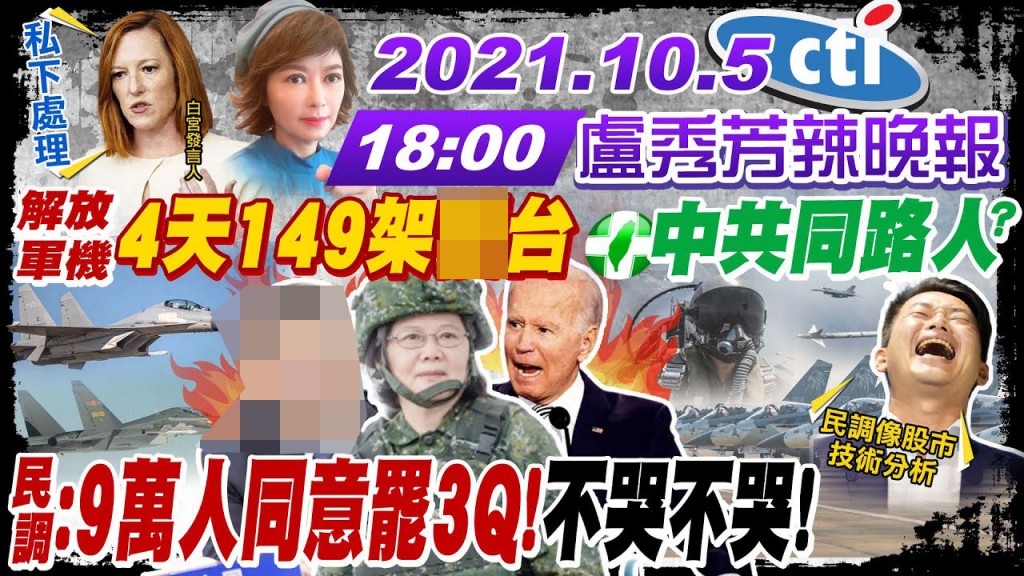 私下處理
白宮發言人
2021.10.5
cti
18:00
盧秀芳辣晚報
解放
軍機
4天149架 台
中共同路人?
民調像股市
技術分析
民調:9萬人同意罷3Q!不哭不哭!